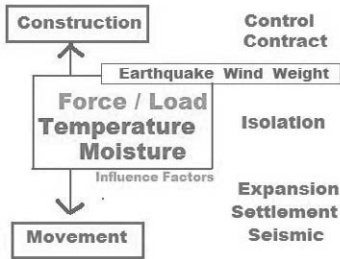 Construction
Control
Contract
Earthquake Wind Weight
Force / Load
Temperature
Moisture
Isolation
Influence Factors
Expansion
Settlement
Seismic
Movement